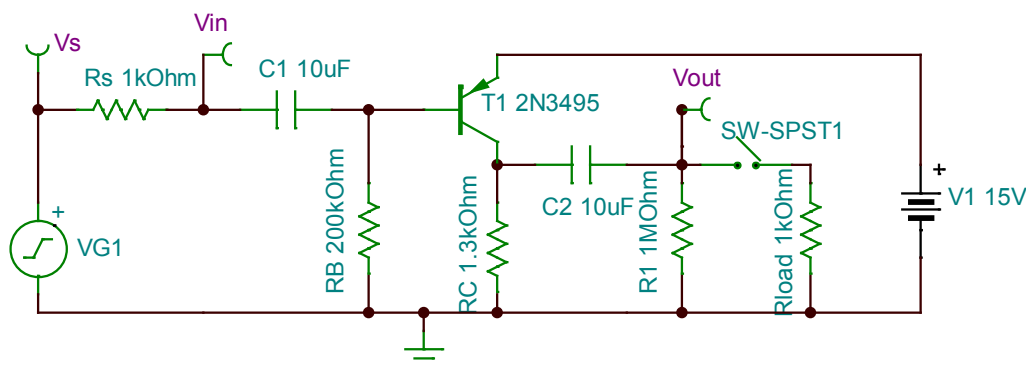 Vs
Vin
Rs 1kOhm
C1 10uF
T1 2N3495
Vout
SW-SPST1
+
V1 15V
+
VG1
RB 200kOhm
RC 1.3kOhm
C2 10uF
R1 1MOhm
Rload 1kOhm